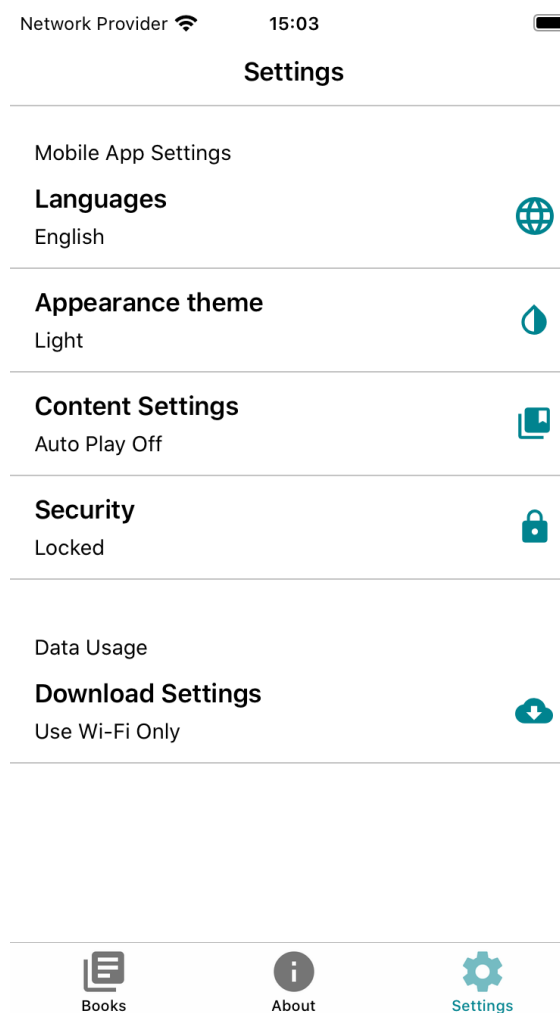 Network Provider 15:03
Settings
Mobile App Settings
Languages
English
Appearance theme
Light
Content Settings
Auto Play Off
Security
Locked
Data Usage
Download Settings
Use Wi-Fi Only
Books About Settings